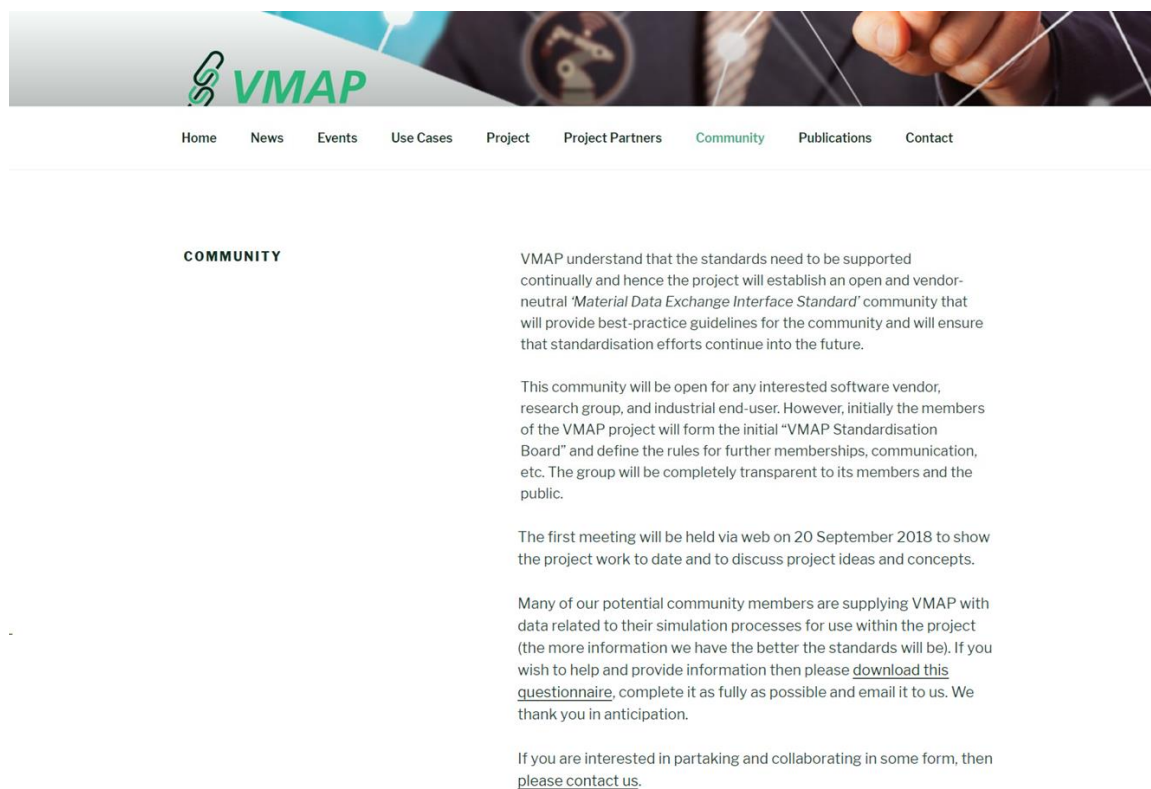 VMAP
Home News Events Use Cases Project Project Partners Community Publications Contact
COMMUNITY
VMAP understand that the standards need to be supported
continually and hence the project will establish an open and vendor-
neutral ‘Material Data Exchange Interface Standard’ community that
will provide best-practice guidelines for the community and will ensure
that standardisation efforts continue into the future.
This community will be open for any interested software vendor,
research group, and industrial end-user. However, initially the members
of the VMAP project will form the initial “VMAP Standardisation
Board” and define the rules for further memberships, communication,
etc. The group will be completely transparent to its members and the
public.
The first meeting will be held via web on 20 September 2018 to show
the project work to date and to discuss project ideas and concepts.
Many of our potential community members are supplying VMAP with
data related to their simulation processes for use within the project
(the more information we have the better the standards will be). If you
wish to help and provide information then please download this
questionnaire, complete it as fully as possible and email it to us. We
thank you in anticipation.
If you are interested in partaking and collaborating in some form, then
please contact us.